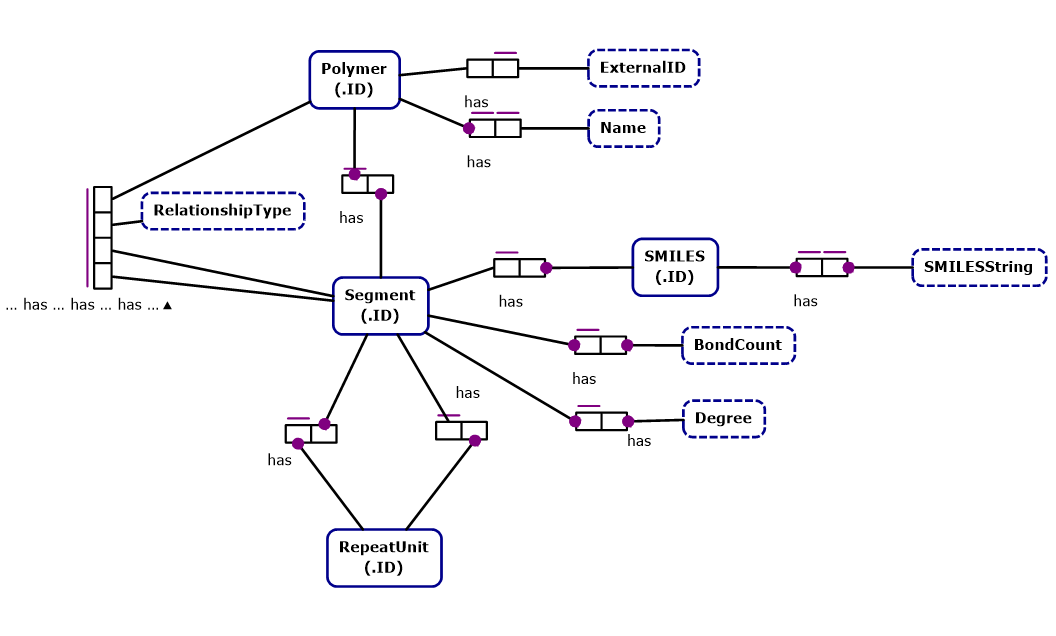 Polymer
(.ID)
ExternalID
has
Name
has
RelationshipType
has
SMILES
(.ID)
SMILESString
Segment
(.ID)
has
has
... has ... has ... has ...▲
BondCount
has
has
Degree
has
has
RepeatUnit
(.ID)